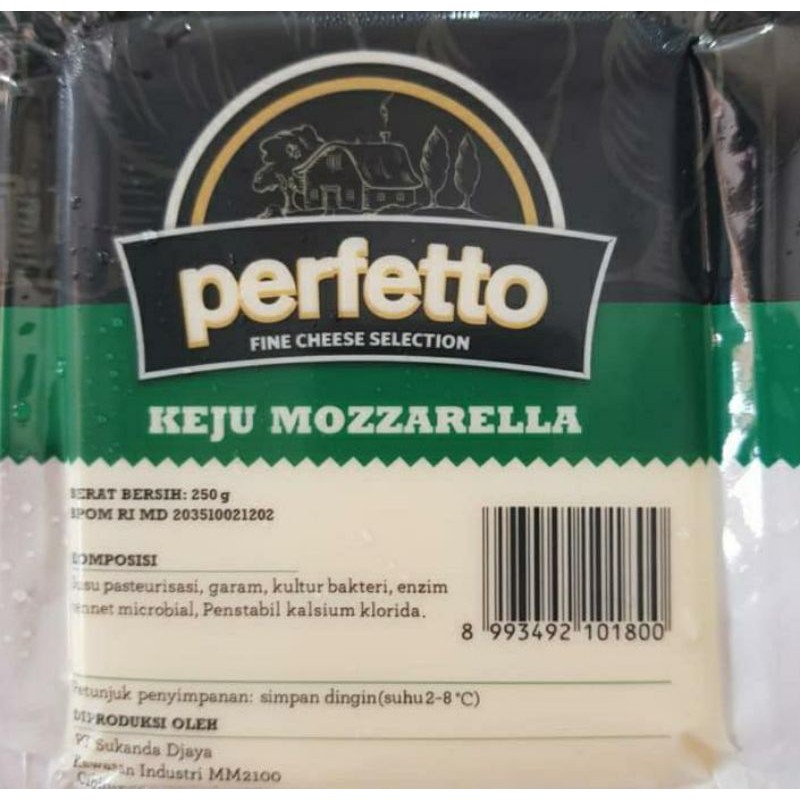 perfetto
FINE CHEESE SELECTION
KEJU MOZZARELLA
BERAT BERSIH: 250 g
BPOM RI MD 203510021202
KOMPOSISI
Susu pasteurisasi, garam, kultur bakteri, enzim
rennet microbial, Penstabil kalsium klorida.
8 993492 101800
Petunjuk penyimpanan: simpan dingin(suhu 2-8 °C)
DIPRODUKSI OLEH
PT Sukanda Djaya
Kawasan Industri MM2100